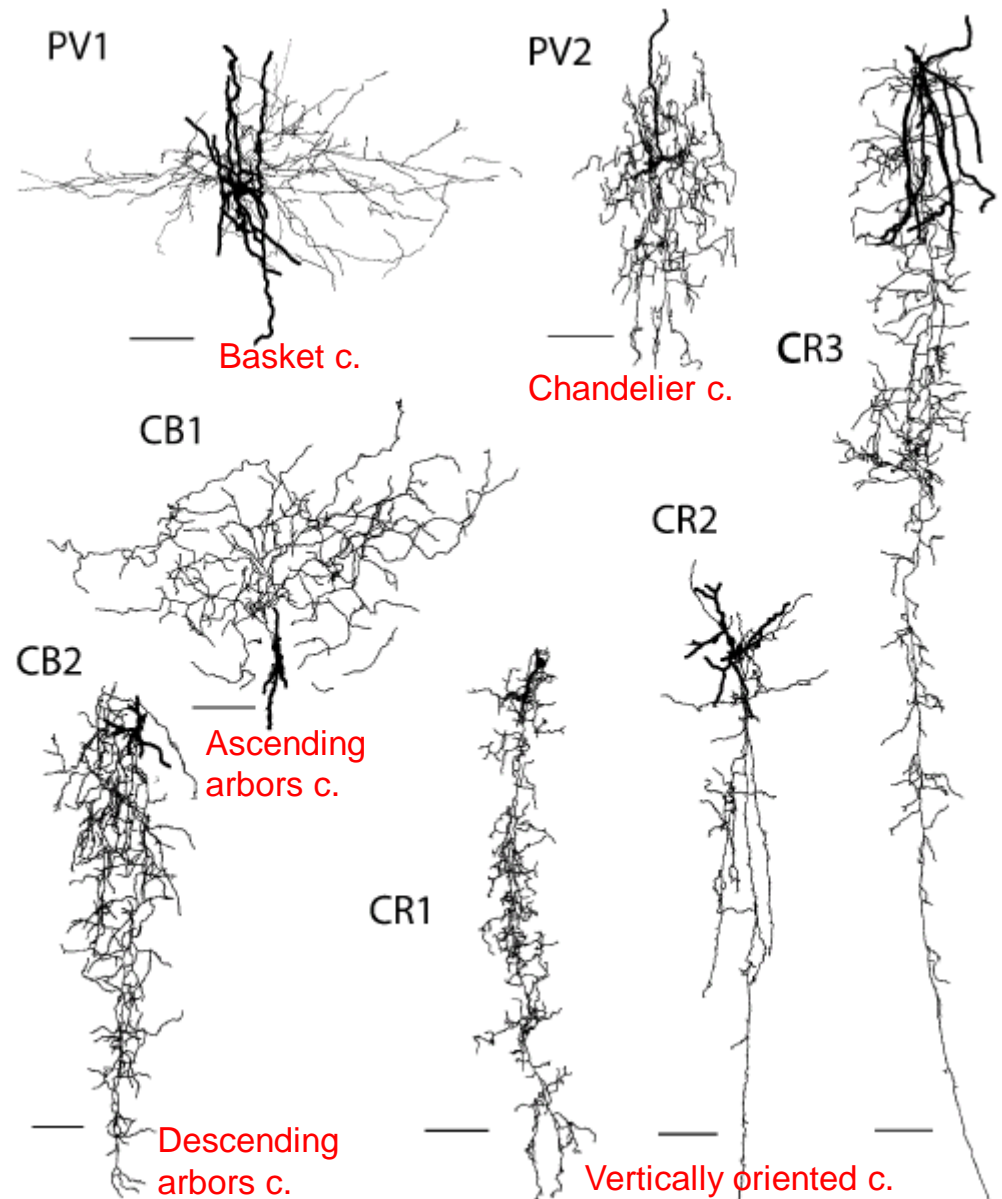 PV1
PV2
Basket c.
Chandelier c.
CR3
CB1
CR2
CB2
Ascending
arbors c.
CR1
Descending
arbors c.
Vertically oriented c.